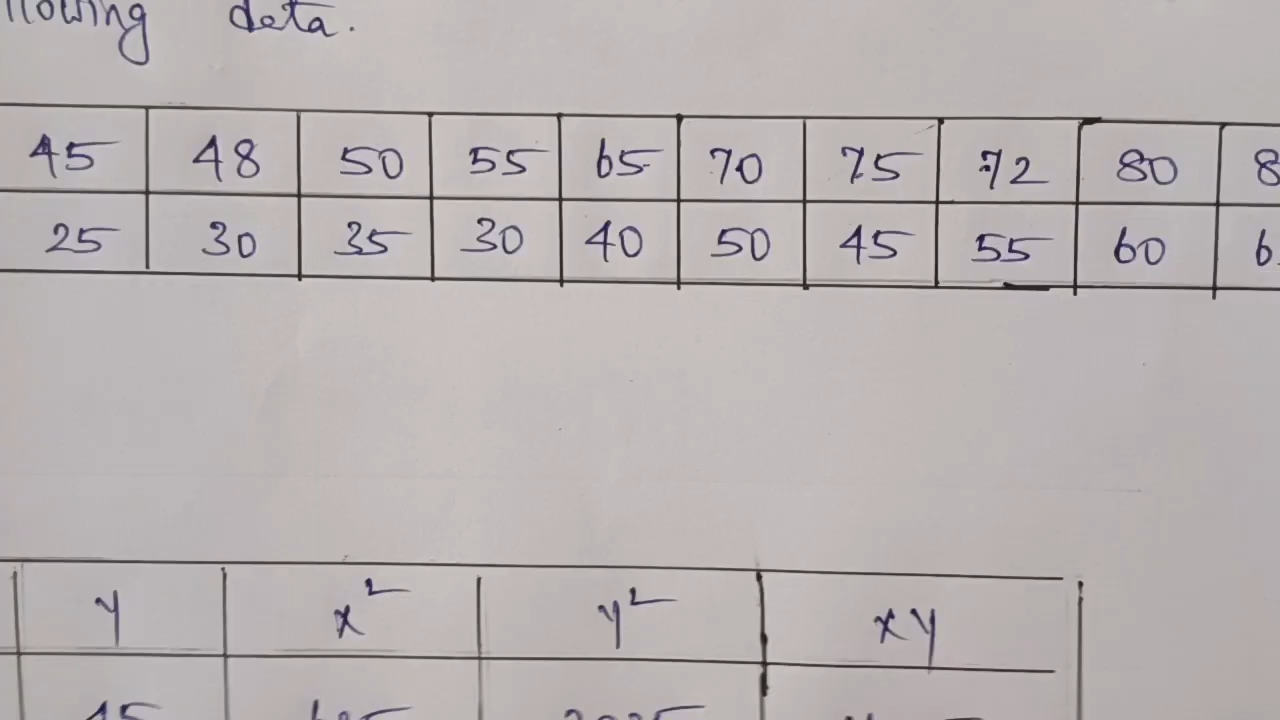 data.
45 48 50 55 65 70 75 72 80
25 30 35 30 40 50 45 55 60
y x² y² xy